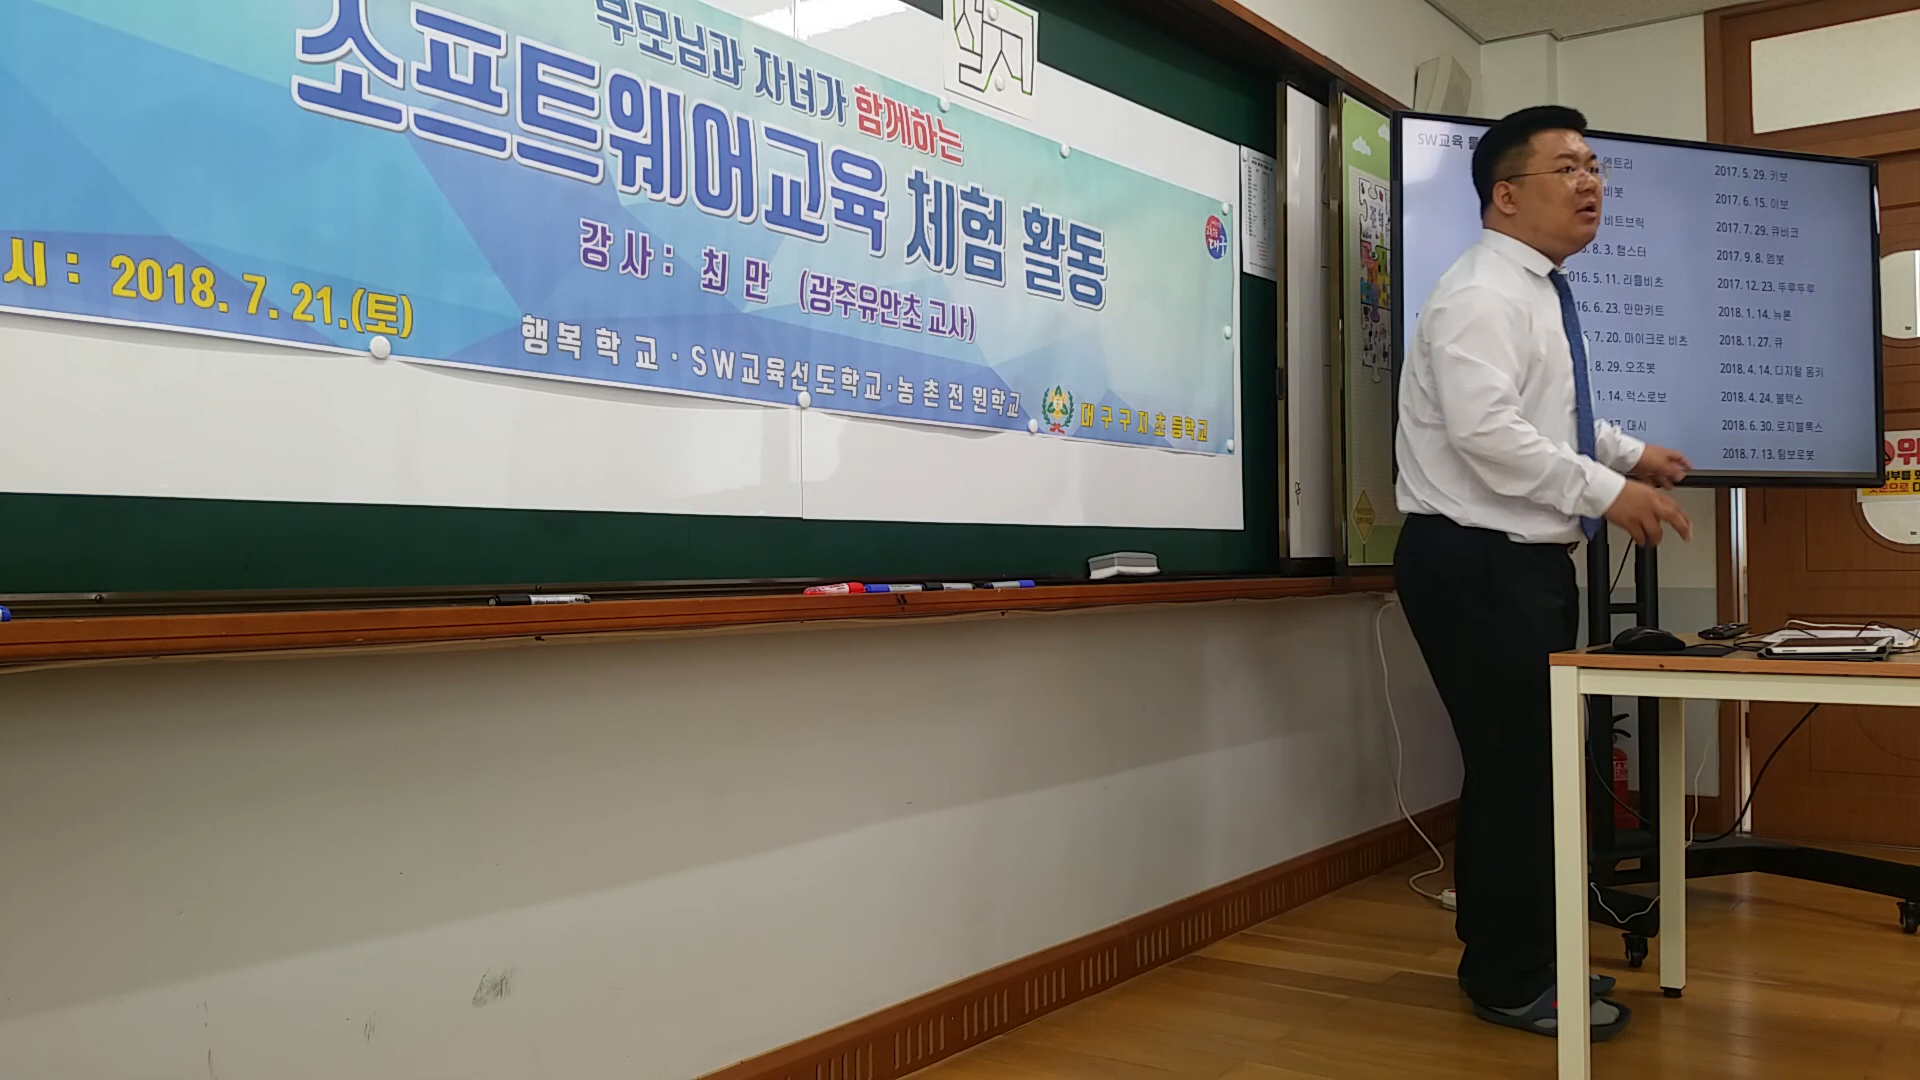 부모님과 자녀가 함께하는
소프트웨어교육 체험 활동
강사: 최만 (광주유안초 교사)
시: 2018. 7. 21.(토)
행복학교·SW교육선도학교·농촌전원학교
대구구지초등학교
대구
SW교육
엔트리
비봇
비트브릭
8. 3. 햄스터
016. 5. 11. 리틀비츠
16. 6. 23. 만만키트
7. 20. 마이크로 비츠
8. 29. 오조봇
1. 14. 럭스로보
17. 대시
2017. 5. 29. 키보
2017. 6. 15. 이보
2017. 7. 29. 큐비코
2017. 9. 8. 엠봇
2017. 12. 23. 뚜루뚜루
2018. 1. 14. 뉴론
2018. 1. 27. 큐
2018. 4. 14. 디지털 몽키
2018. 4. 24. 볼텍스
2018. 6. 30. 로지블록스
2018. 7. 13. 팀보로봇
위